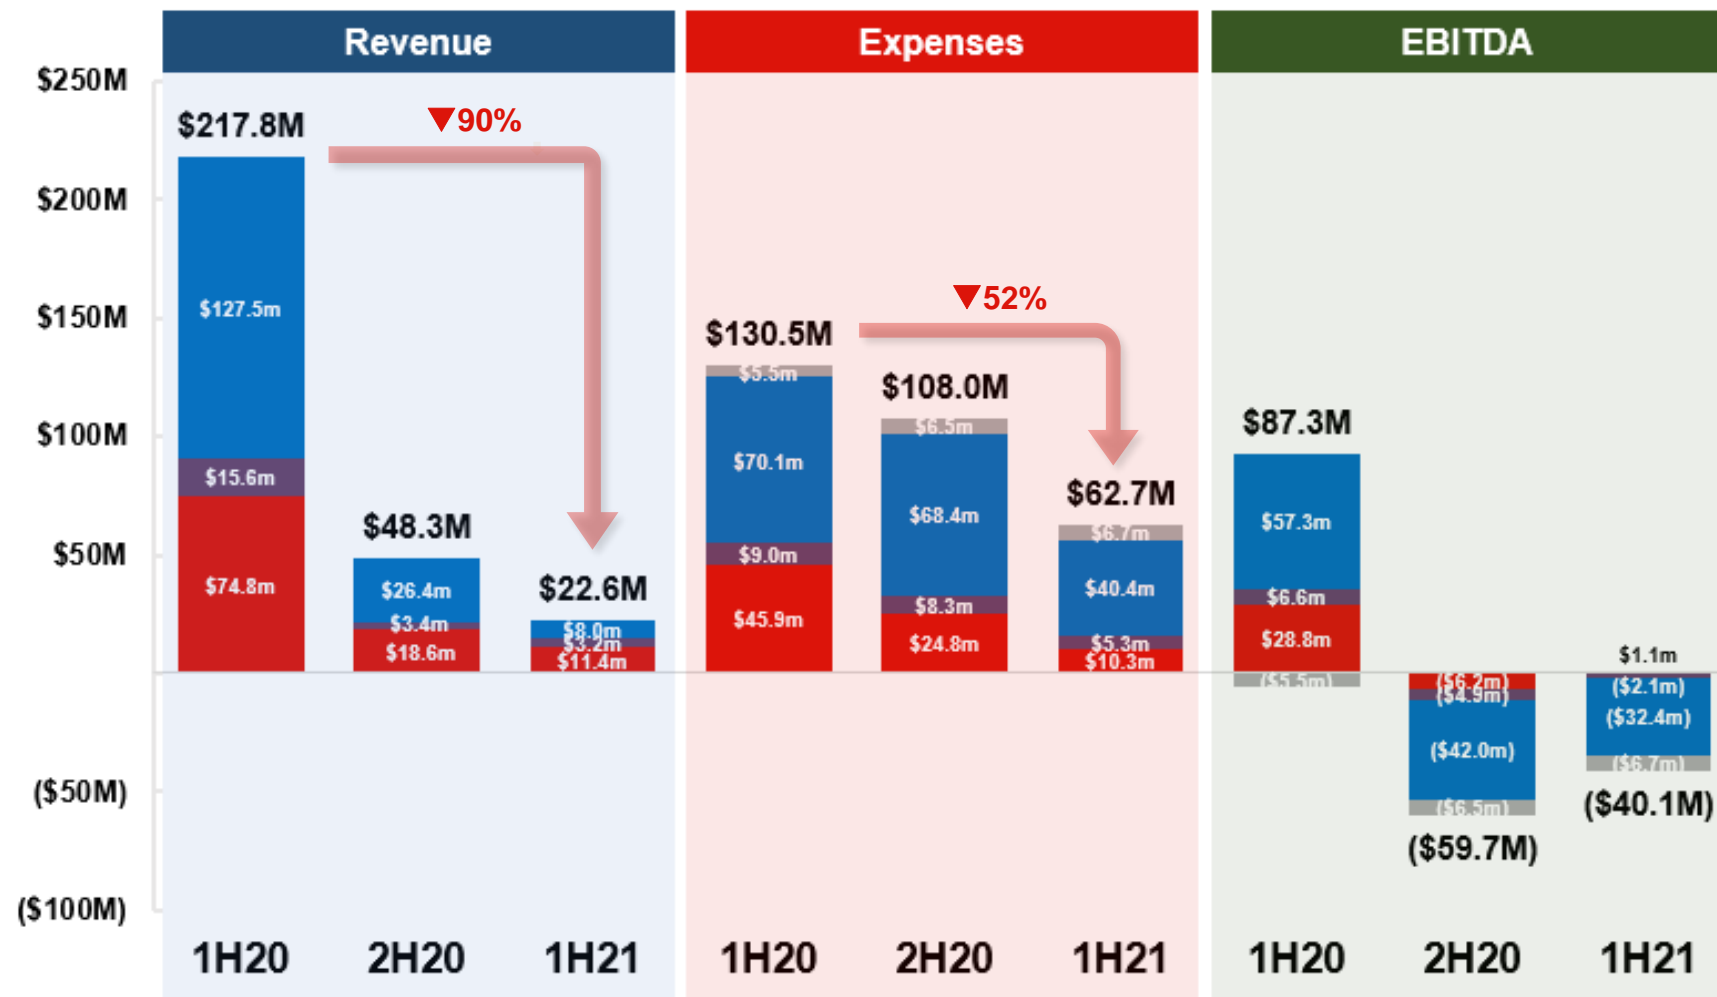 Revenue
Expenses
EBITDA
$250M
$200M
$150M
$100M
$50M
($50M)
($100M)
$217.8M
▼90%
$127.5m
$15.6m
$74.8m
$48.3M
$26.4m
$3.4m
$18.6m
$22.6M
$8.0m
$3.2m
$11.4m
1H20
2H20
1H21
▼52%
$130.5M
$5.5m
$70.1m
$9.0m
$45.9m
$108.0M
$6.5m
$68.4m
$8.3m
$24.8m
$62.7M
$6.7m
$40.4m
$5.3m
$10.3m
1H20
2H20
1H21
$87.3M
$57.3m
$6.6m
$28.8m
($5.5m)
($6.2m)
($4.9m)
($42.0m)
($6.5m)
($59.7M)
$1.1m
($2.1m)
($32.4m)
($6.7m)
($40.1M)
1H20
2H20
1H21